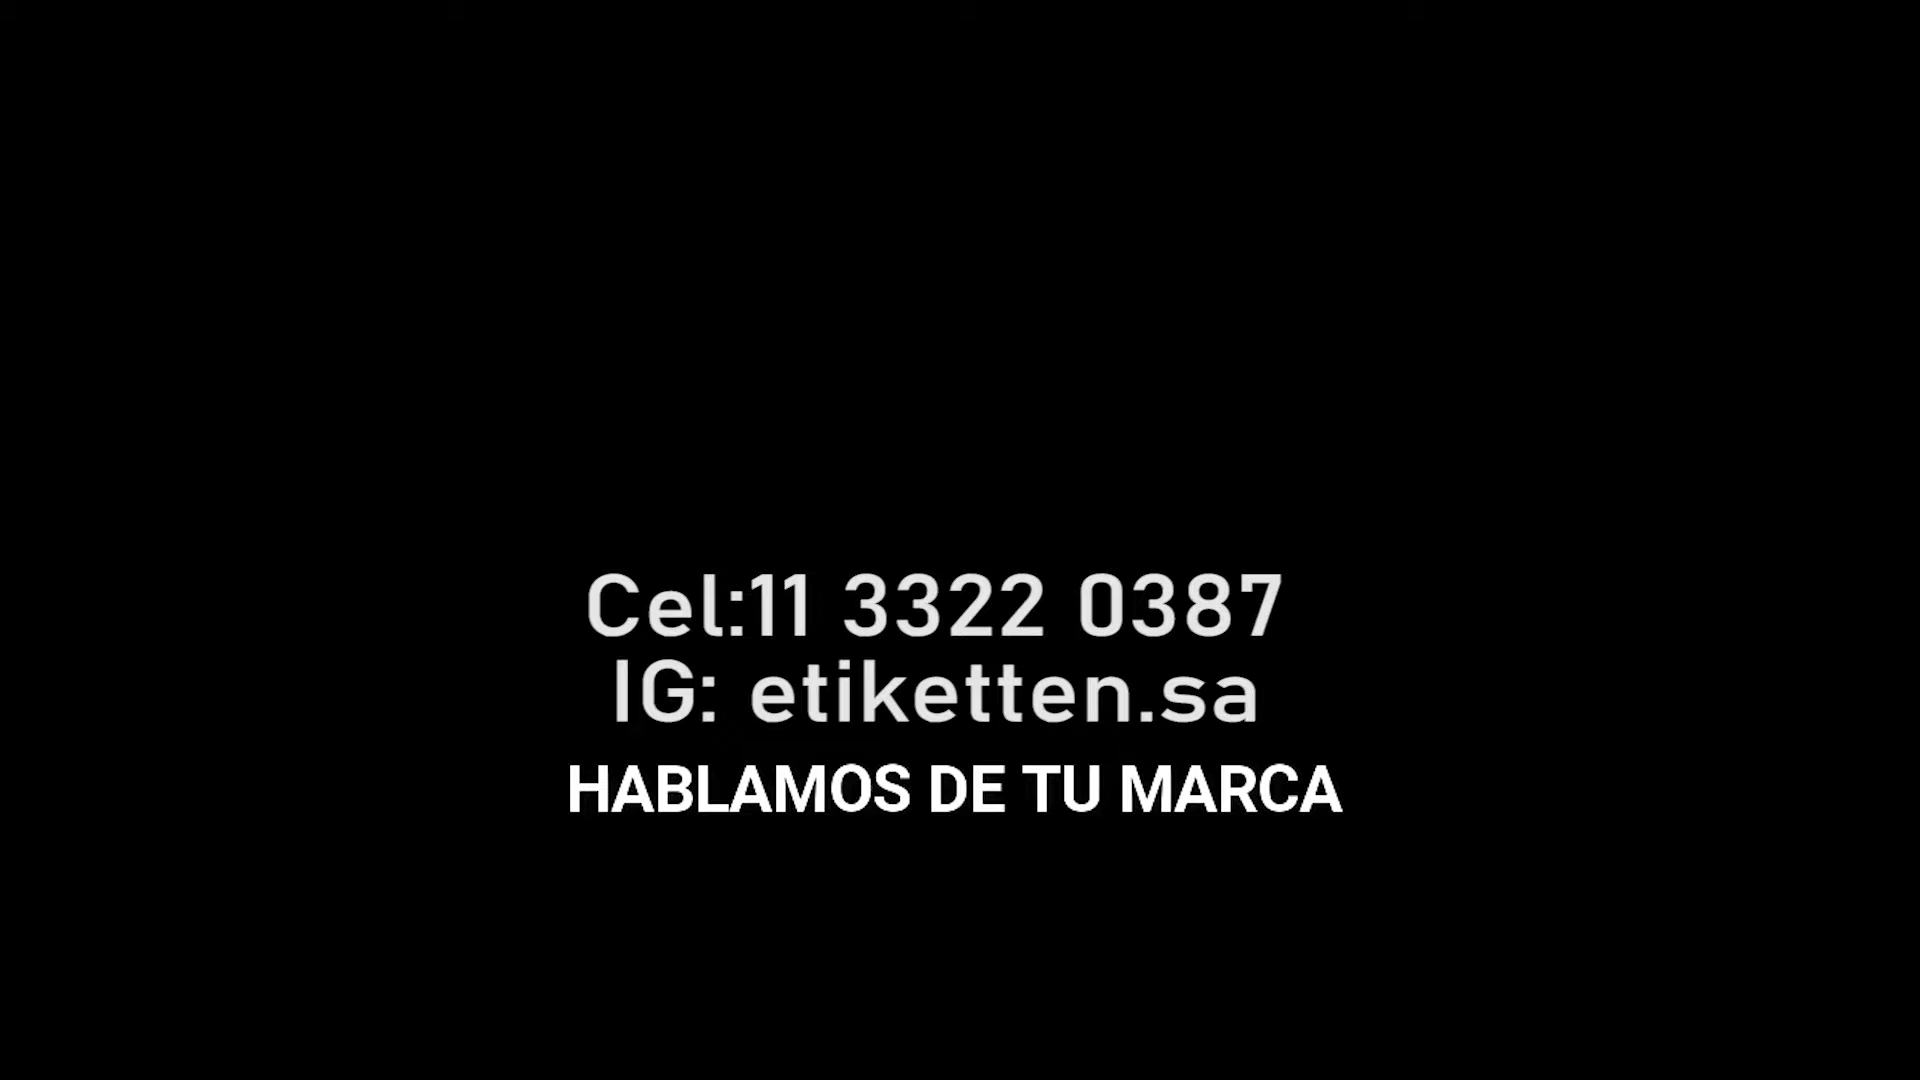 Cel:11 3322 0387
IG: etiketten.sa
HABLAMOS DE TU MARCA